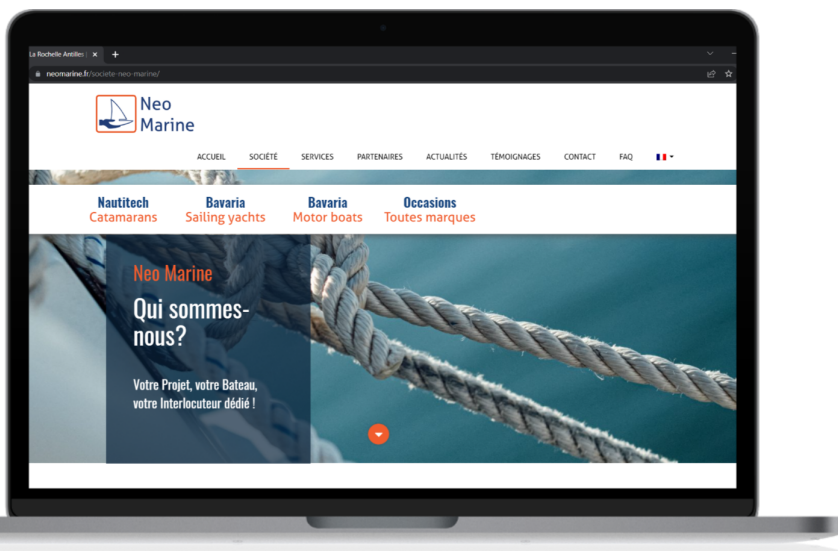 La Rochelle Antilles
neomarine.fr/societe-neo-marine/
Neo
Marine
ACCUEIL SOCIÉTÉ SERVICES PARTENAIRES ACTUALITÉS TÉMOIGNAGES CONTACT FAQ
Nautitech Bavaria Bavaria Occasions
Catamarans Sailing yachts Motor boats Toutes marques
Neo Marine
Qui sommes-
nous?
Votre Projet, votre Bateau,
votre Interlocuteur dédié !